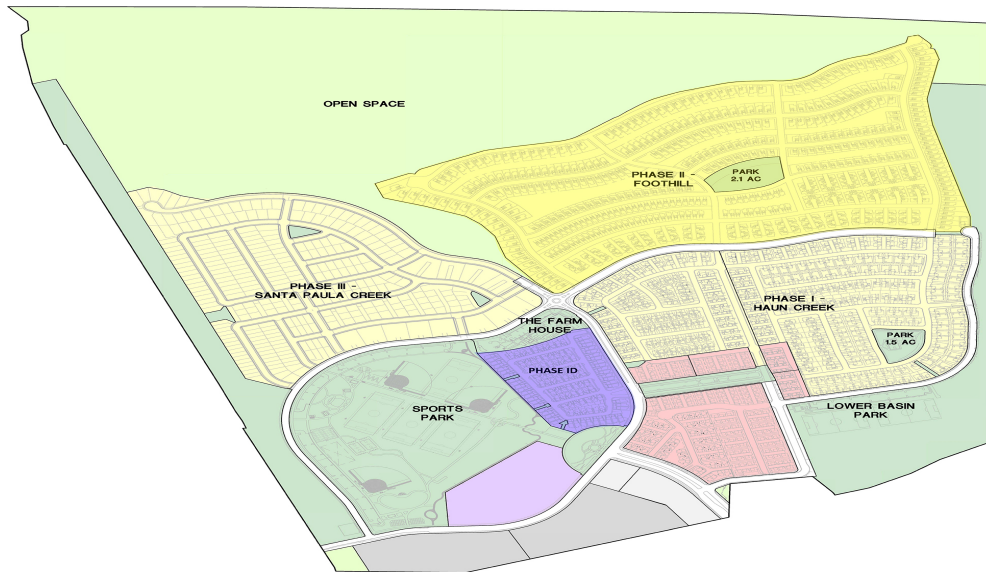 OPEN SPACE
PHASE II -
FOOTHILL
PARK
2.1 AC
PHASE III -
SANTA PAULA CREEK
PHASE I -
HAUN CREEK
THE FARM
HOUSE
PARK
1.5 AC
PHASE ID
SPORTS
PARK
LOWER BASIN
PARK